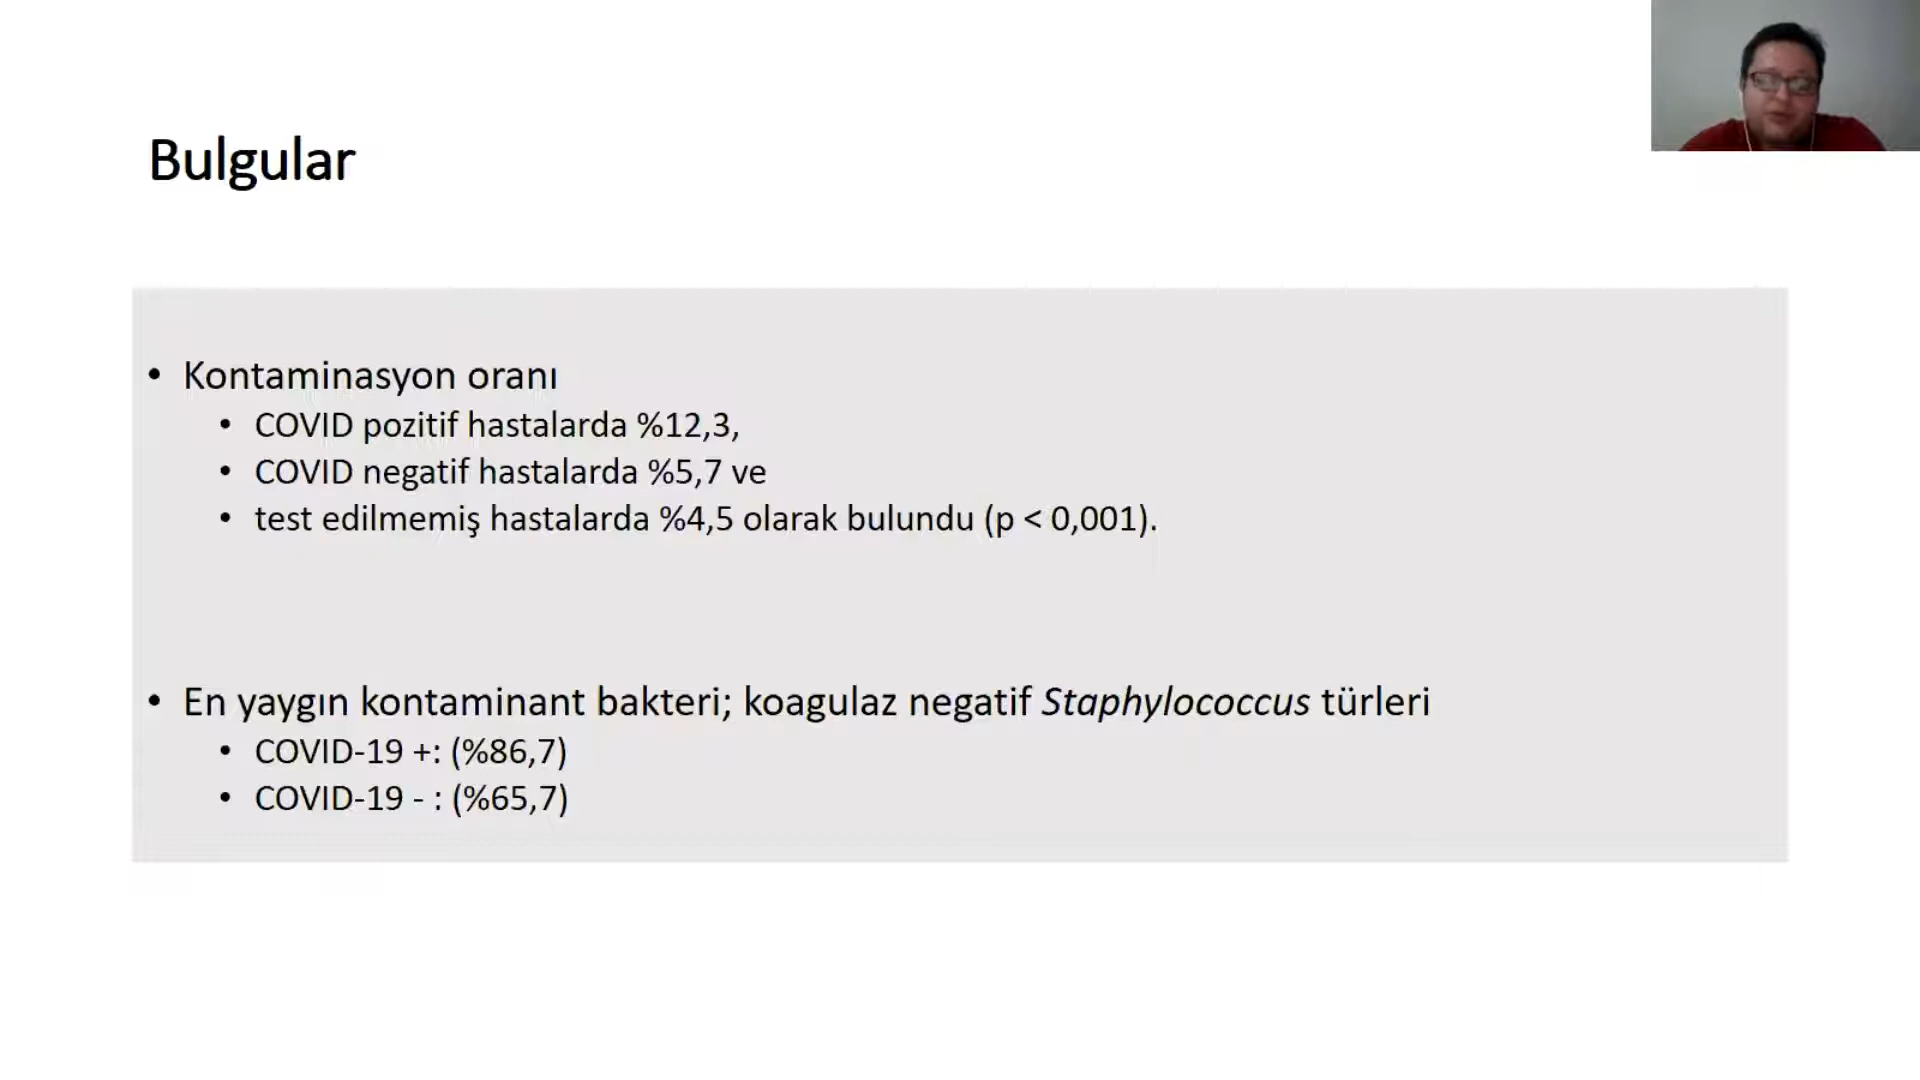 Bulgular
• Kontaminasyon oranı
• COVID pozitif hastalarda %12,3,
• COVID negatif hastalarda %5,7 ve
• test edilmemiş hastalarda %4,5 olarak bulundu (p < 0,001).
• En yaygın kontaminant bakteri; koagulaz negatif Staphylococcus türleri
• COVID-19 +: (%86,7)
• COVID-19 - : (%65,7)